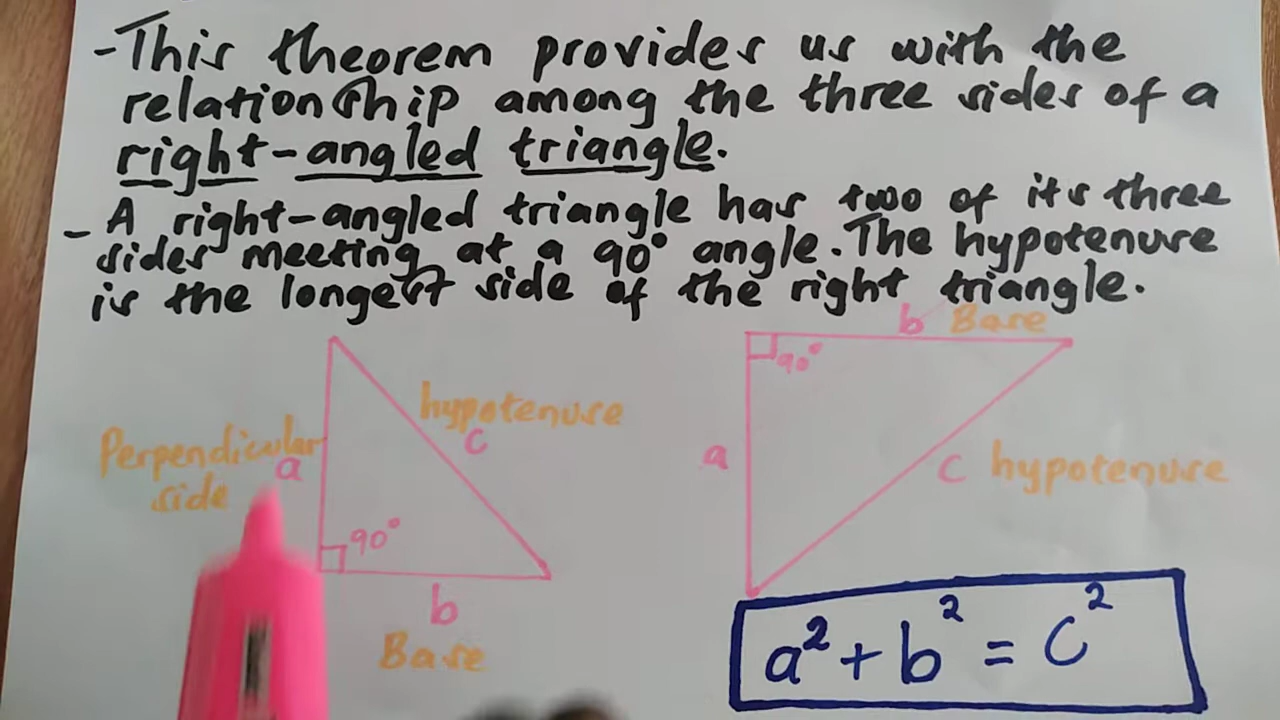 - This theorem provides us with the
relationship among the three sides of a
right-angled triangle.
- A right-angled triangle has two of its three
sides meeting at a 90° angle. The hypotenuse
is the longest side of the right triangle.
b Base
90°
hypotenuse
c
Perpendicular
a
side
a
c hypotenuse
90°
b
Base
a² + b² = c²